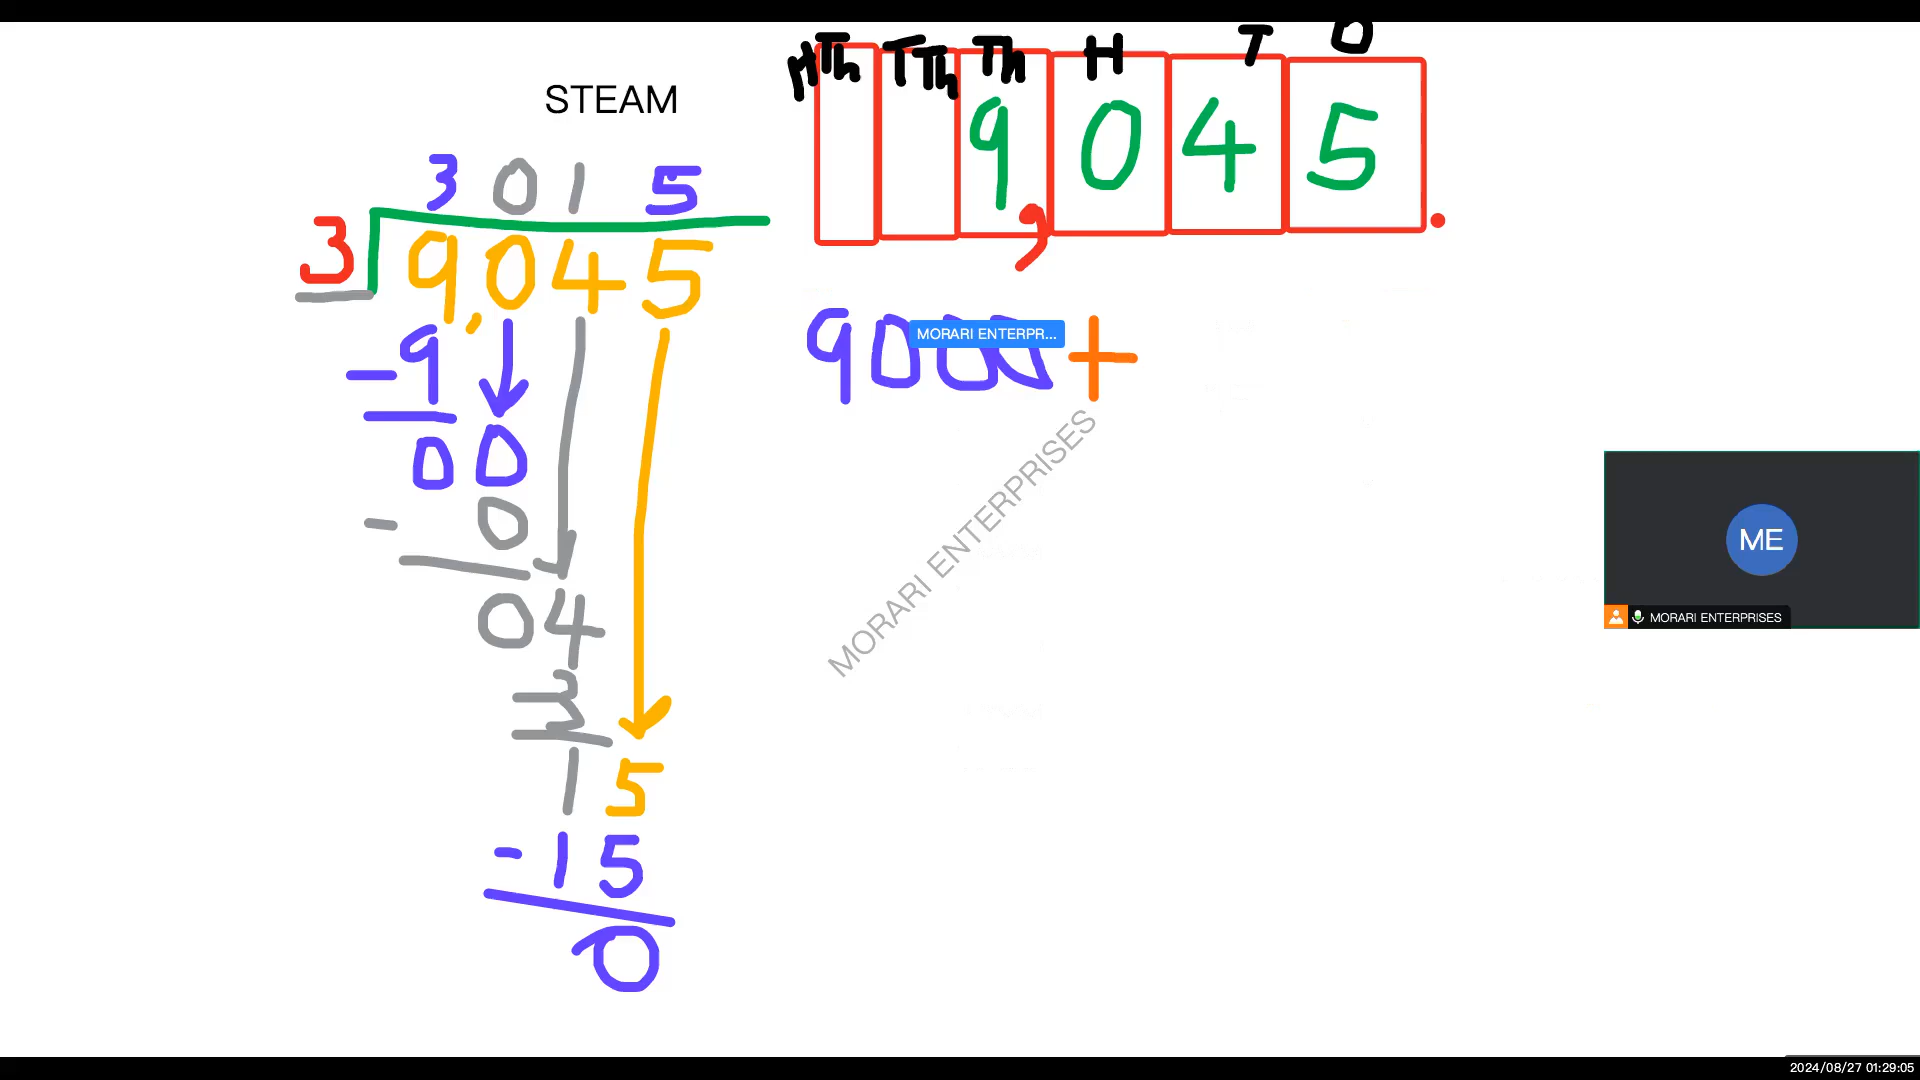 HTh TTh Th H T O
STEAM
9,045.
3015
3 9,045
9000+
MORARI ENTERPR...
-9
00
- 0
04
- 3
15
-15
0
MORARI ENTERPRISES
ME
MORARI ENTERPRISES
2024/08/27 01:29:05